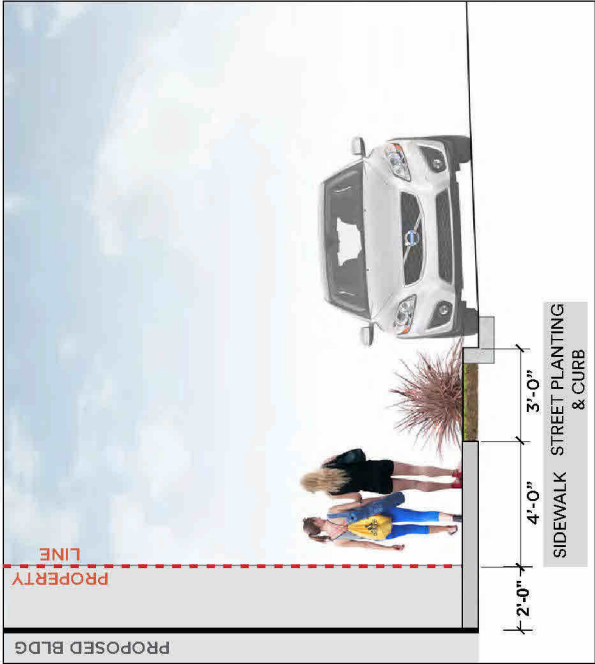 PROPOSED BLDG
PROPERTY
LINE
2'-0"
4'-0"
3'-0"
SIDEWALK
STREET PLANTING
& CURB